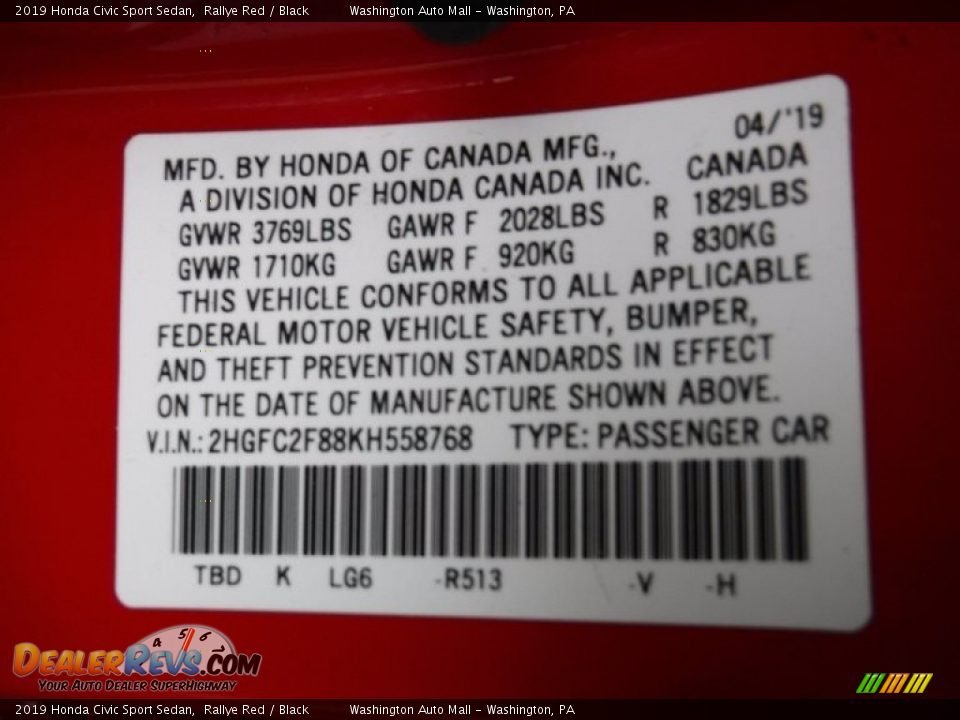 2019 Honda Civic Sport Sedan, Rallye Red / Black Washington Auto Mall - Washington, PA
04/'19
MFD. BY HONDA OF CANADA MFG.,
A DIVISION OF HONDA CANADA INC. CANADA
GVWR 3769LBS GAWR F 2028LBS R 1829LBS
GVWR 1710KG GAWR F 920KG R 830KG
THIS VEHICLE CONFORMS TO ALL APPLICABLE
FEDERAL MOTOR VEHICLE SAFETY, BUMPER,
AND THEFT PREVENTION STANDARDS IN EFFECT
ON THE DATE OF MANUFACTURE SHOWN ABOVE.
V.I.N.: 2HGFC2F88KH558768 TYPE: PASSENGER CAR
TBD K LG6 -R513 -V -H
4 5 6
DEALERREVS.COM
YOUR AUTO DEALER SUPERHIGHWAY
2019 Honda Civic Sport Sedan, Rallye Red / Black Washington Auto Mall - Washington, PA